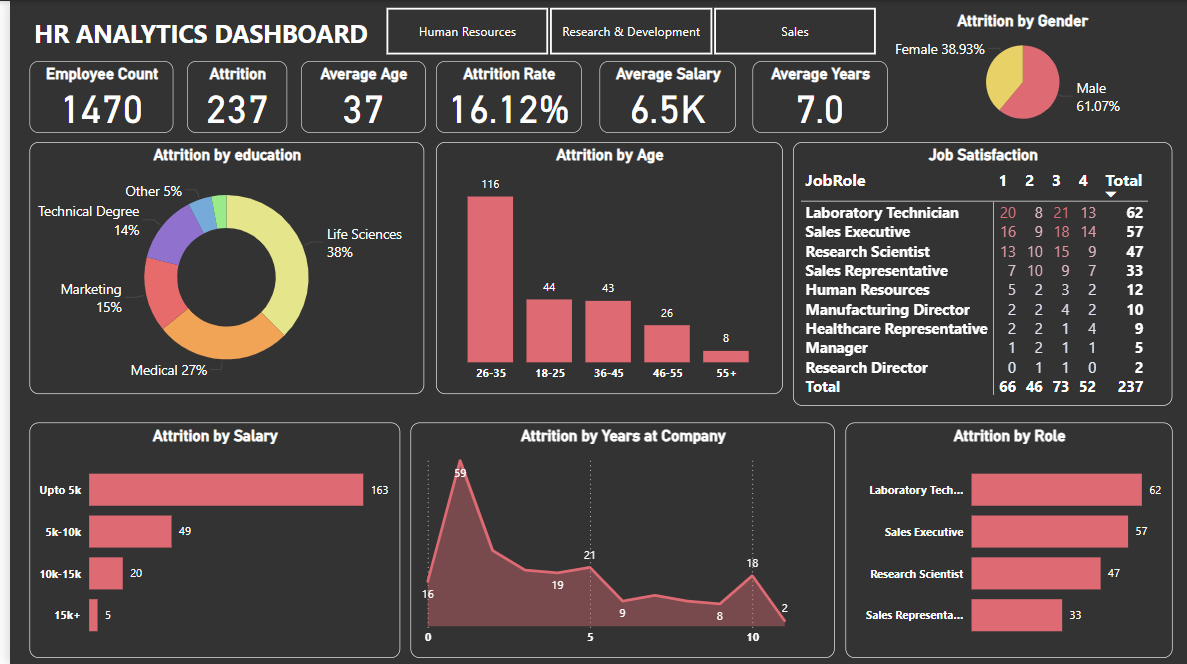 HR ANALYTICS DASHBOARD
Human Resources
Research & Development
Sales
Attrition by Gender
Female 38.93%
Male
61.07%
Employee Count
1470
Attrition
237
Average Age
37
Attrition Rate
16.12%
Average Salary
6.5K
Average Years
7.0
Attrition by education
Other 5%
Technical Degree
14%
Life Sciences
38%
Marketing
15%
Medical 27%
Attrition by Age
116
44
43
26
8
26-35 18-25 36-45 46-55 55+
Job Satisfaction
JobRole 1 2 3 4 Total
Laboratory Technician 20 8 21 13 62
Sales Executive 16 9 18 14 57
Research Scientist 13 10 15 9 47
Sales Representative 7 10 9 7 33
Human Resources 5 2 3 2 12
Manufacturing Director 2 2 4 2 10
Healthcare Representative 2 2 1 4 9
Manager 1 2 1 1 5
Research Director 0 1 1 0 2
Total 66 46 73 52 237
Attrition by Salary
Upto 5k 163
5k-10k 49
10k-15k 20
15k+ 5
Attrition by Years at Company
59
21
18
19
16
9
8
2
0 5 10
Attrition by Role
Laboratory Tech... 62
Sales Executive 57
Research Scientist 47
Sales Representa... 33